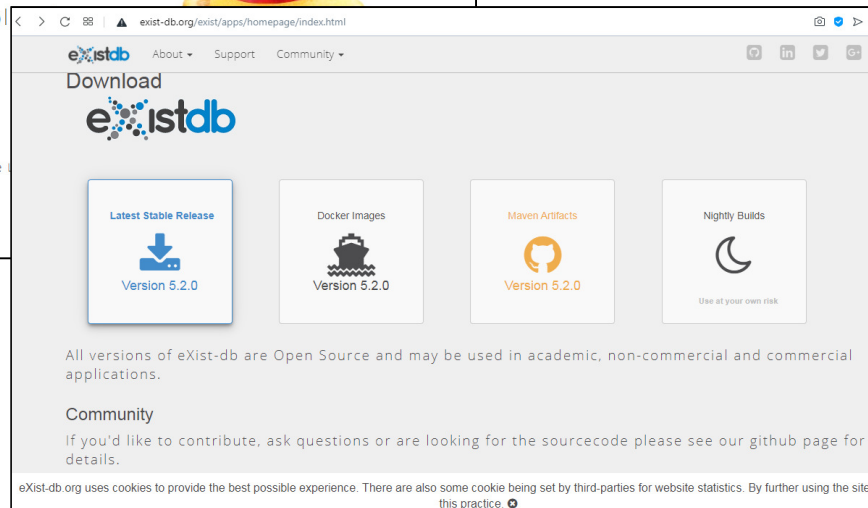 exist-db.org/exist/apps/homepage/index.html
eXistdb About Support Community in G+
Download
eXistdb
Latest Stable Release
Version 5.2.0
Docker Images
Version 5.2.0
Maven Artifacts
Version 5.2.0
Nightly Builds
Use at your own risk
All versions of eXist-db are Open Source and may be used in academic, non-commercial and commercial
applications.
Community
If you'd like to contribute, ask questions or are looking for the sourcecode please see our github page for
details.
eXist-db.org uses cookies to provide the best possible experience. There are also some cookie being set by third-parties for website statistics. By further using the site
this practice.